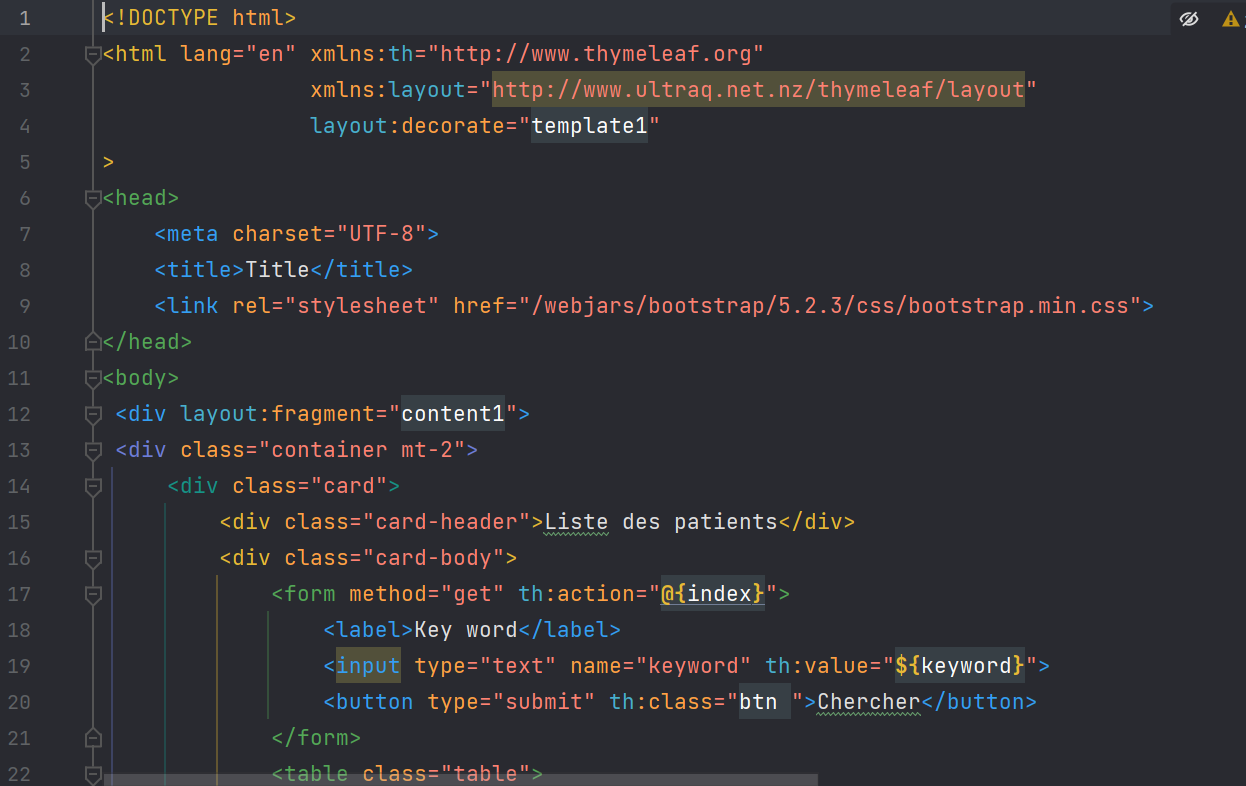 1 <!DOCTYPE html>
2 <html lang="en" xmlns:th="http://www.thymeleaf.org"
3 xmlns:layout="http://www.ultraq.net.nz/thymeleaf/layout"
4 layout:decorate="template1"
5 >
6 <head>
7 <meta charset="UTF-8">
8 <title>Title</title>
9 <link rel="stylesheet" href="/webjars/bootstrap/5.2.3/css/bootstrap.min.css">
10 </head>
11 <body>
12 <div layout:fragment="content1">
13 <div class="container mt-2">
14 <div class="card">
15 <div class="card-header">Liste des patients</div>
16 <div class="card-body">
17 <form method="get" th:action="@{index}">
18 <label>Key word</label>
19 <input type="text" name="keyword" th:value="${keyword}">
20 <button type="submit" th:class="btn ">Chercher</button>
21 </form>
22 <table class="table">